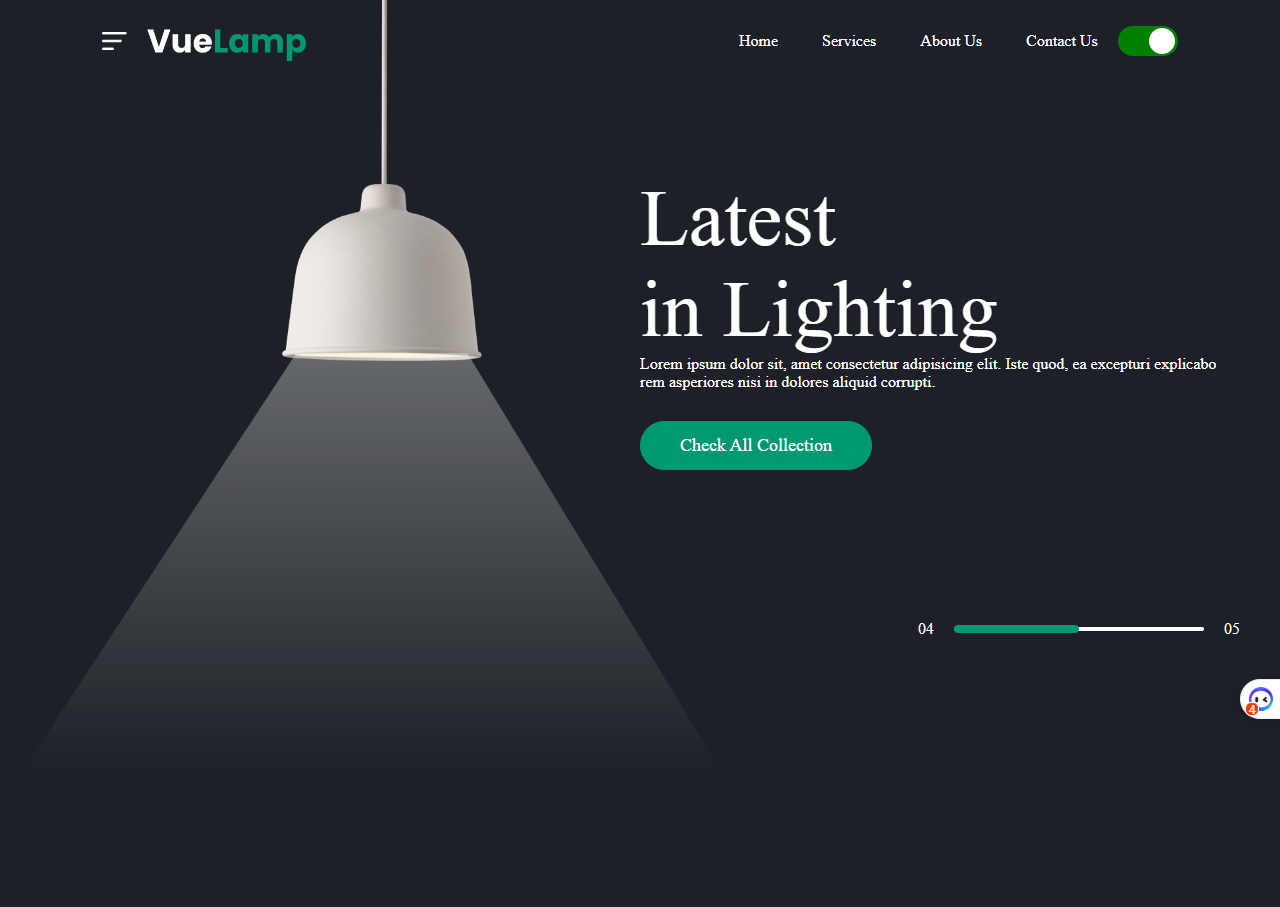 VueLamp
Home Services About Us Contact Us
Latest
in Lighting
Lorem ipsum dolor sit, amet consectetur adipisicing elit. Iste quod, ea excepturi explicabo
rem asperiores nisi in dolores aliquid corrupti.
Check All Collection
04 05
4